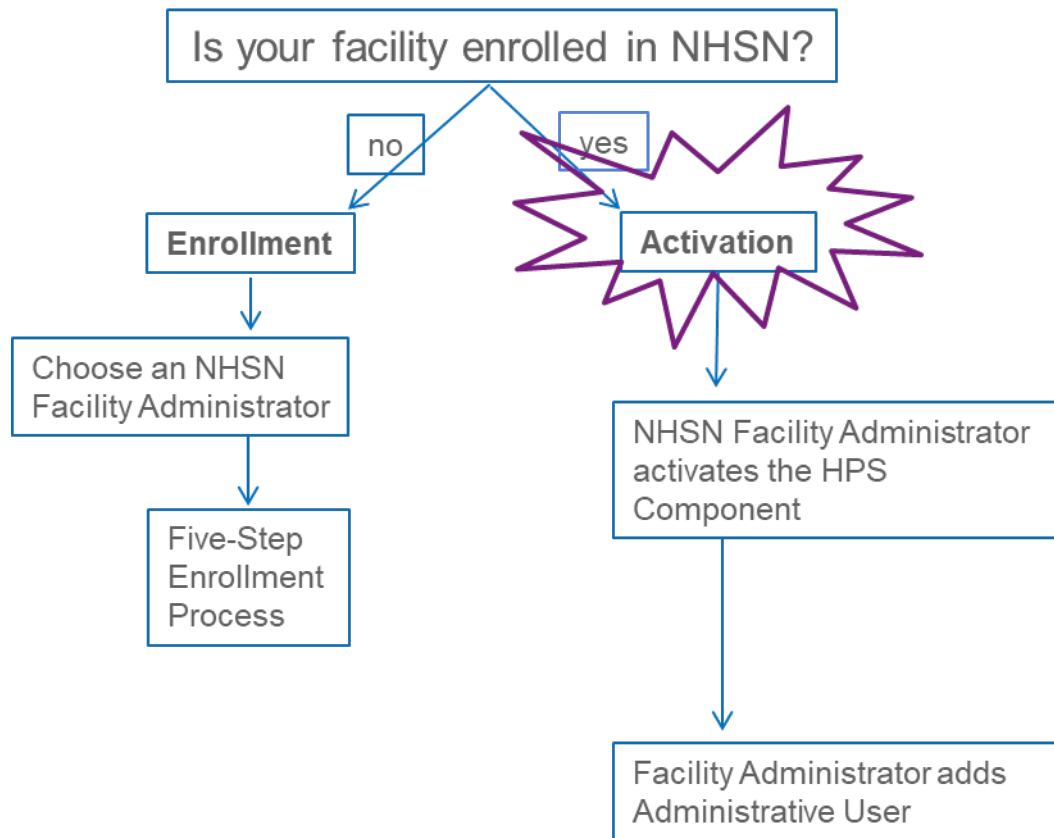 Is your facility enrolled in NHSN?
no
yes
Enrollment
Activation
Choose an NHSN
Facility Administrator
NHSN Facility Administrator
activates the HPS
Component
Five-Step
Enrollment
Process
Facility Administrator adds
Administrative User